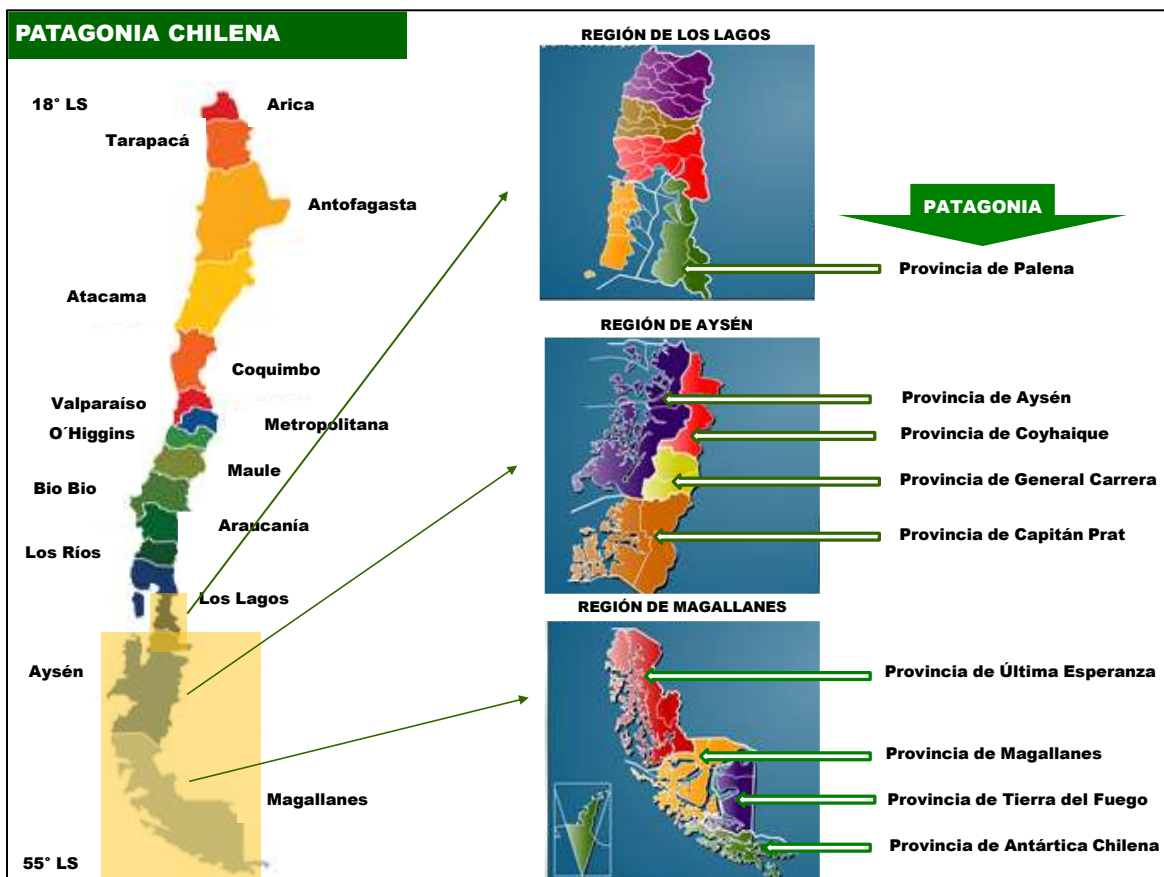 PATAGONIA CHILENA
18° LS
Arica
Tarapacá
Antofagasta
Atacama
Coquimbo
Valparaíso
Metropolitana
O´Higgins
Maule
Bio Bio
Araucanía
Los Ríos
Los Lagos
Aysén
Magallanes
55° LS
REGIÓN DE LOS LAGOS
PATAGONIA
Provincia de Palena
REGIÓN DE AYSÉN
Provincia de Aysén
Provincia de Coyhaique
Provincia de General Carrera
Provincia de Capitán Prat
REGIÓN DE MAGALLANES
Provincia de Última Esperanza
Provincia de Magallanes
Provincia de Tierra del Fuego
Provincia de Antártica Chilena